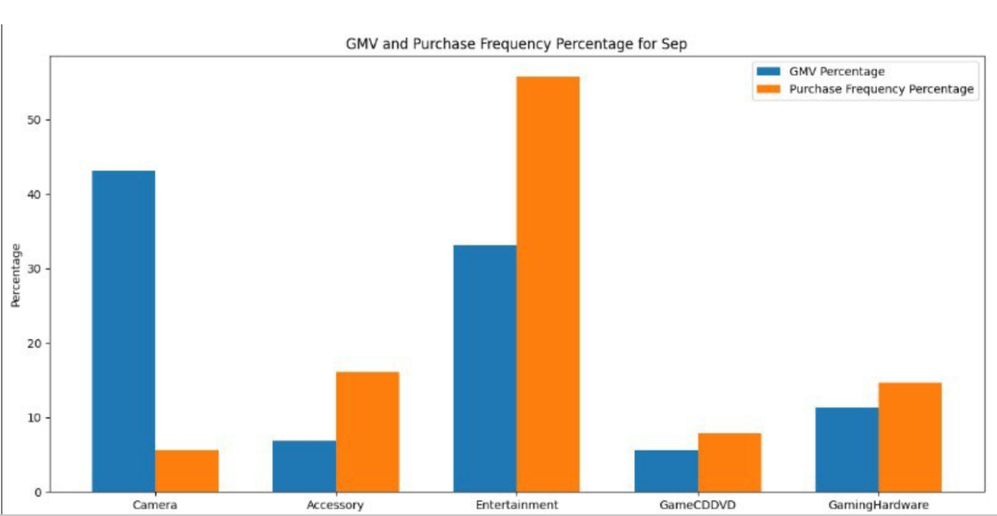 GMV and Purchase Frequency Percentage for Sep
GMV Percentage
Purchase Frequency Percentage
50
40
30
20
10
0
Percentage
Camera
Accessory
Entertainment
GameCDDVD
GamingHardware